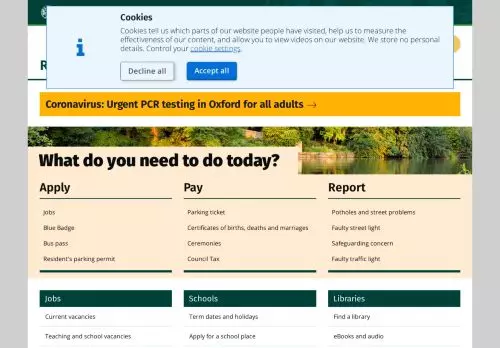 Cookies
Cookies tell us which parts of our website people have visited, help us to measure the
effectiveness of our content, and allow you to view videos on our website. We store no personal
details. Control your cookie settings.
Decline all
Accept all
R
Coronavirus: Urgent PCR testing in Oxford for all adults →
What do you need to do today?
Apply
Pay
Report
Jobs
Parking ticket
Potholes and street problems
Blue Badge
Certificates of births, deaths and marriages
Faulty street light
Bus pass
Ceremonies
Safeguarding concern
Resident's parking permit
Council Tax
Faulty traffic light
Jobs
Schools
Libraries
Current vacancies
Term dates and holidays
Find a library
Teaching and school vacancies
Apply for a school place
eBooks and audio